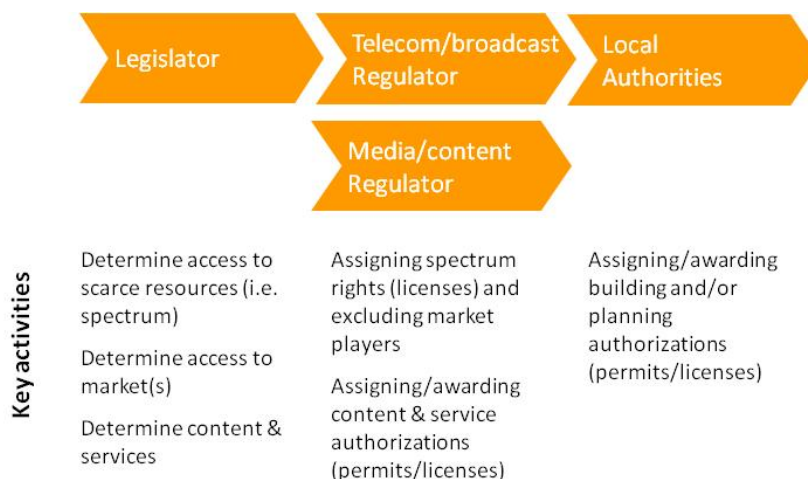 Legislator
Telecom/broadcast
Regulator
Local
Authorities
Media/content
Regulator
Key activities
Determine access to
scarce resources (i.e.
spectrum)
Determine access to
market(s)
Determine content &
services
Assigning spectrum
rights (licenses) and
excluding market
players
Assigning/awarding
content & service
authorizations
(permits/licenses)
Assigning/awarding
building and/or
planning
authorizations
(permits/licenses)